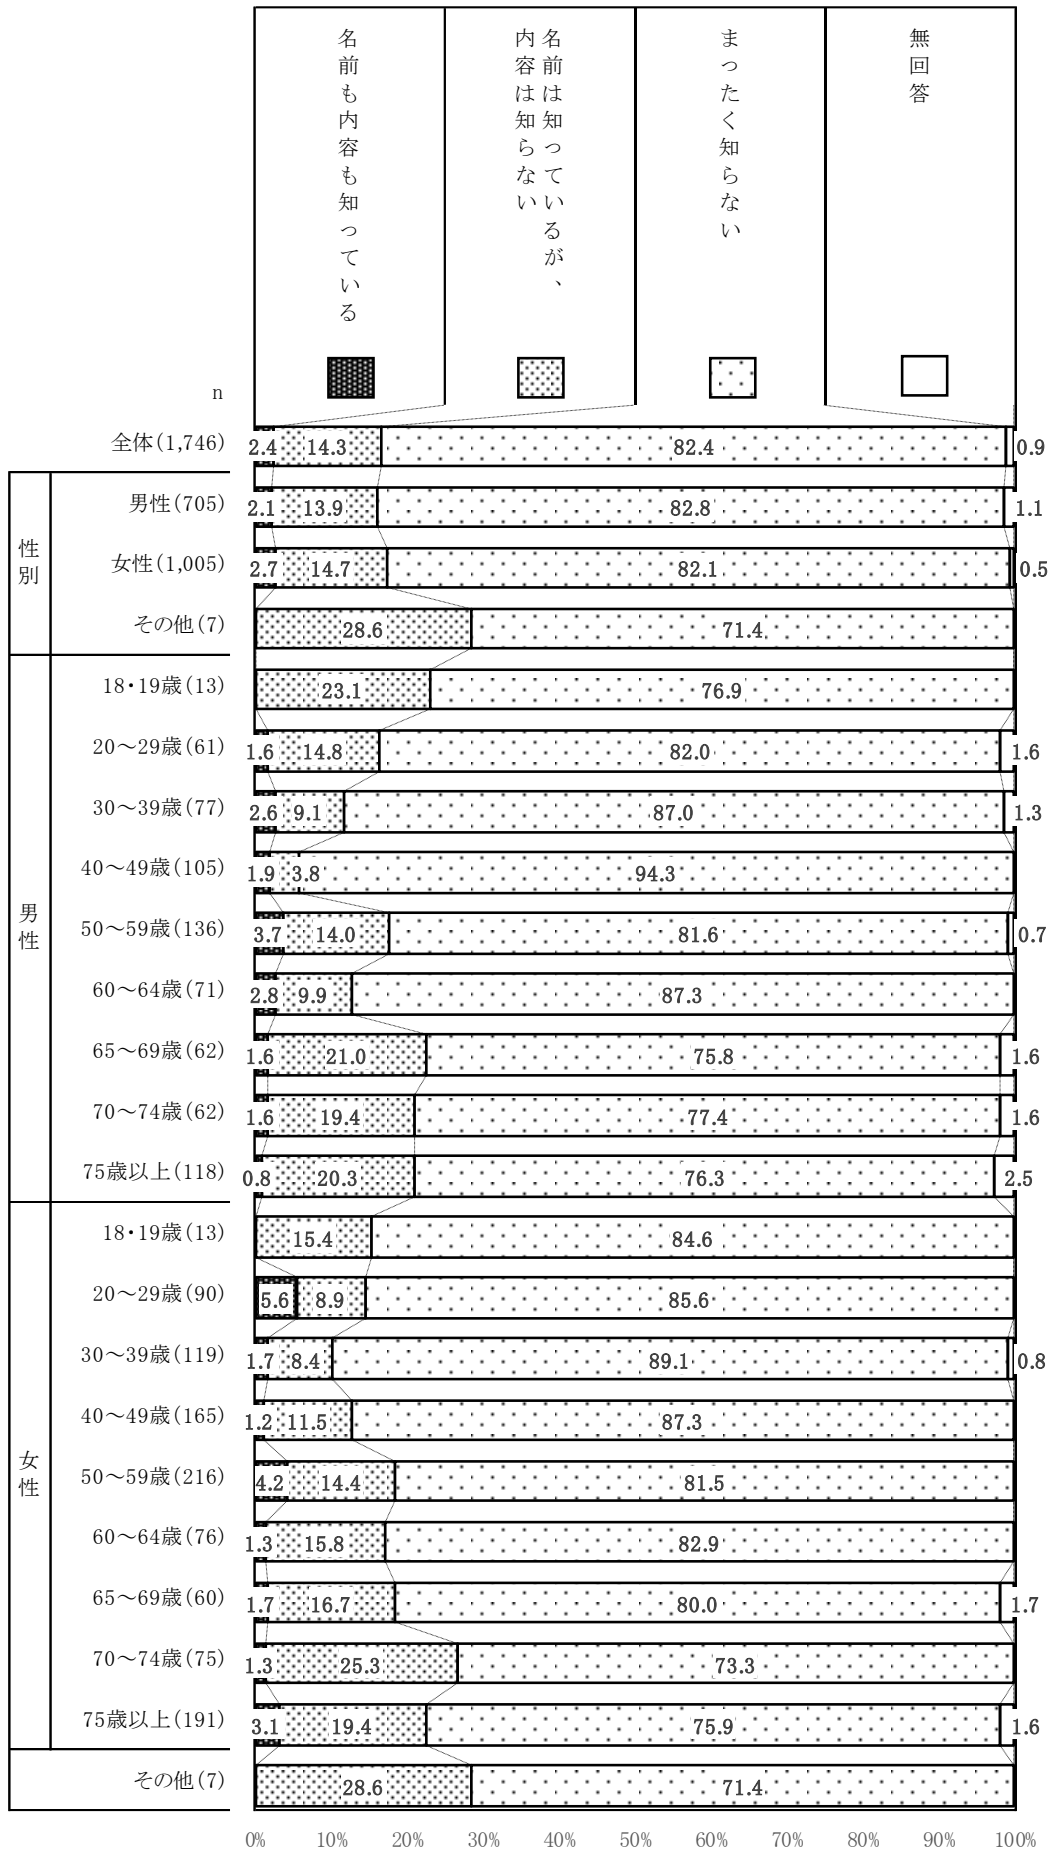 名前も内容も知っている
名前は知っているが、
内容は知らない
まったく知らない
無回答
n
全体(1,746) 2.4 14.3 82.4 0.9
性別
男性(705) 2.1 13.9 82.8 1.1
女性(1,005) 2.7 14.7 82.1 0.5
その他(7) 28.6 71.4
男性
18・19歳(13) 23.1 76.9
20～29歳(61) 1.6 14.8 82.0 1.6
30～39歳(77) 2.6 9.1 87.0 1.3
40～49歳(105) 1.9 3.8 94.3
50～59歳(136) 3.7 14.0 81.6 0.7
60～64歳(71) 2.8 9.9 87.3
65～69歳(62) 1.6 21.0 75.8 1.6
70～74歳(62) 1.6 19.4 77.4 1.6
75歳以上(118) 0.8 20.3 76.3 2.5
女性
18・19歳(13) 15.4 84.6
20～29歳(90) 5.6 8.9 85.6
30～39歳(119) 1.7 8.4 89.1 0.8
40～49歳(165) 1.2 11.5 87.3
50～59歳(216) 4.2 14.4 81.5
60～64歳(76) 1.3 15.8 82.9
65～69歳(60) 1.7 16.7 80.0 1.7
70～74歳(75) 1.3 25.3 73.3
75歳以上(191) 3.1 19.4 75.9 1.6
その他(7) 28.6 71.4
0% 10% 20% 30% 40% 50% 60% 70% 80% 90% 100%